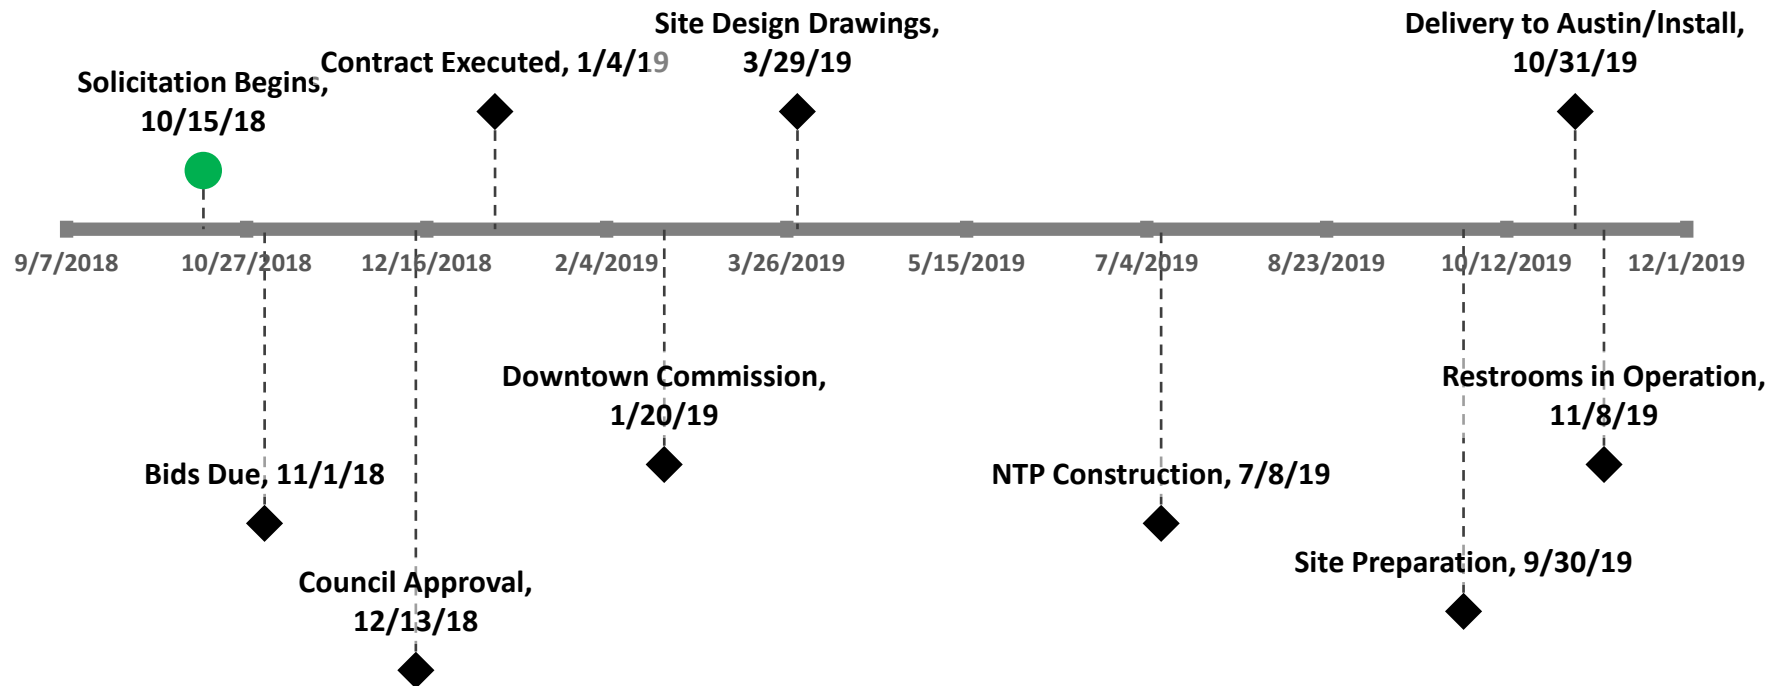 Site Design Drawings,
3/29/19
Delivery to Austin/Install,
10/31/19
Contract Executed, 1/4/19
Solicitation Begins,
10/15/18
9/7/2018
10/27/2018
12/16/2018
2/4/2019
3/26/2019
5/15/2019
7/4/2019
8/23/2019
10/12/2019
12/1/2019
Downtown Commission,
1/20/19
Restrooms in Operation,
11/8/19
Bids Due, 11/1/18
NTP Construction, 7/8/19
Site Preparation, 9/30/19
Council Approval,
12/13/18